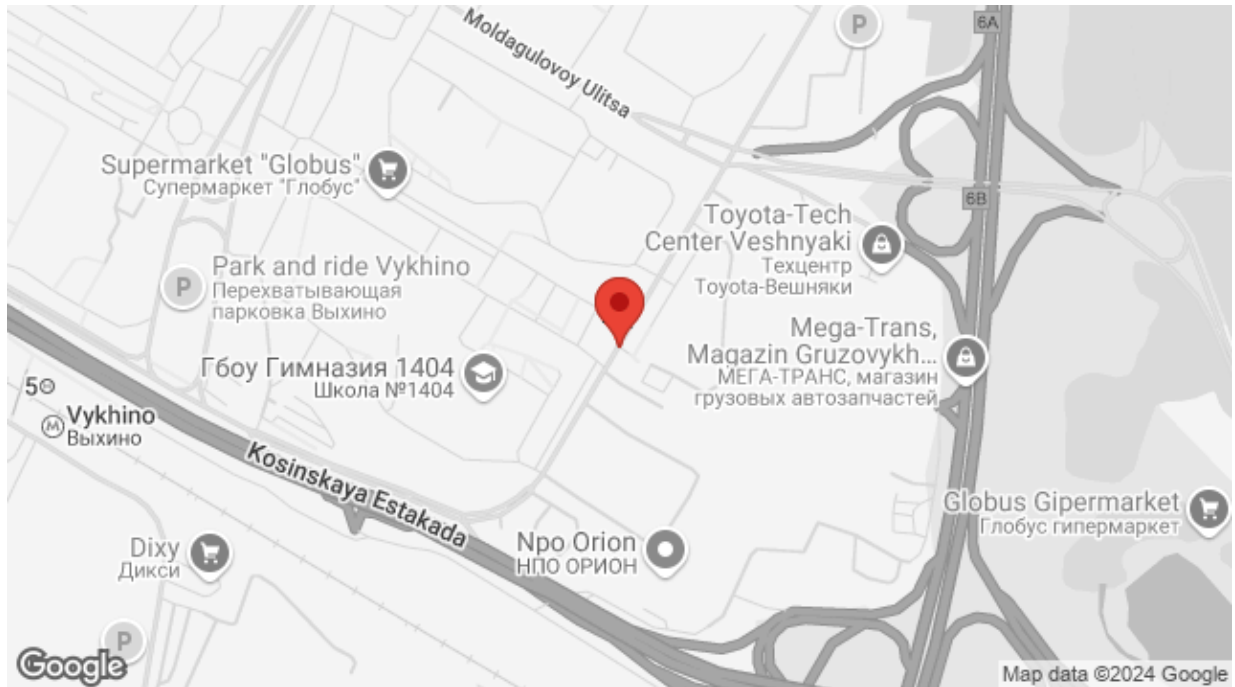 6A
P
Moldagulovoy Ulitsa
Supermarket "Globus"
Супермаркет "Глобус"
6B
Toyota-Tech
Center Veshnyaki
Техцентр
Toyota-Вешняки
P
Park and ride Vykhino
Перехватывающая
парковка Выхино
Mega-Trans,
Magazin Gruzovykh...
МЕГА-ТРАНС, магазин
грузовых автозапчастей
Гбоу Гимназия 1404
Школа №1404
5
M
Vykhino
Выхино
Kosinskaya Estakada
Globus Gipermarket
Глобус гипермаркет
Npo Orion
НПО ОРИОН
Dixy
Дикси
P
Google
Map data ©2024 Google